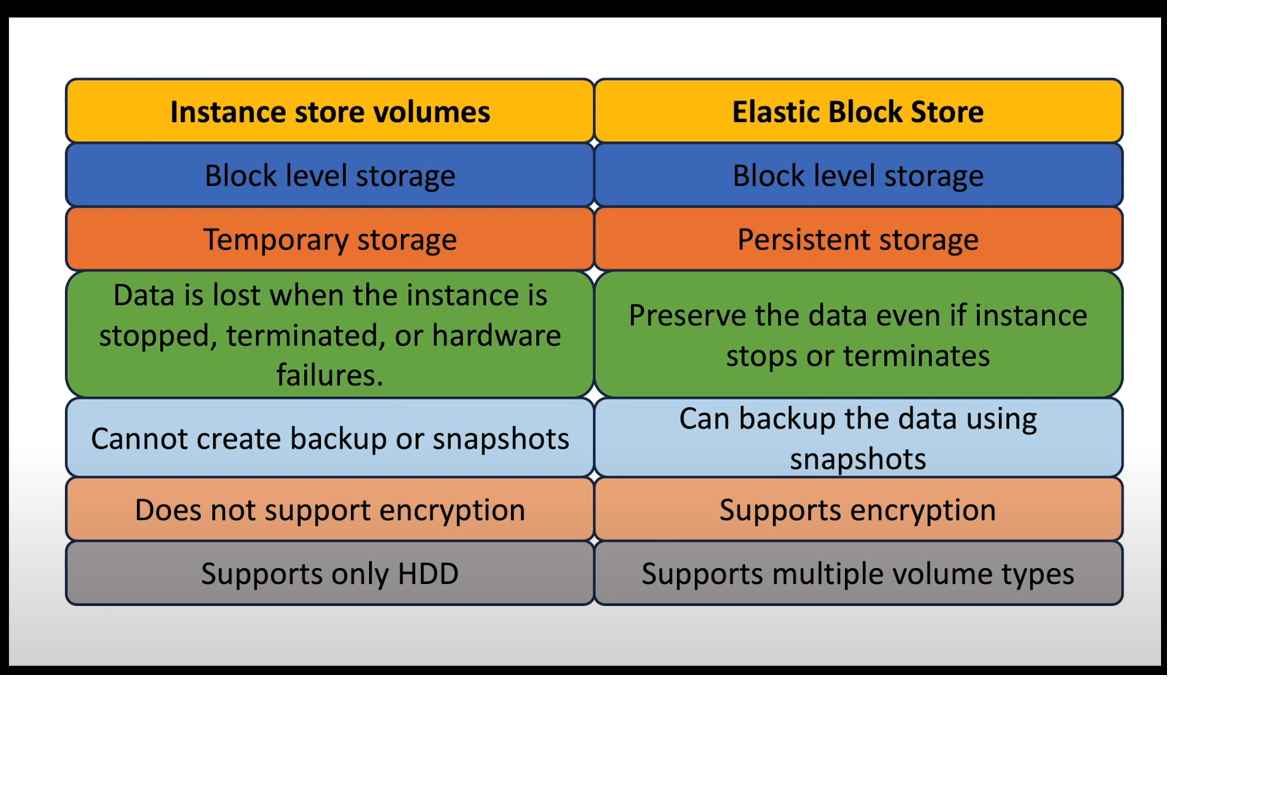 Instance store volumes
Elastic Block Store
Block level storage
Block level storage
Temporary storage
Persistent storage
Data is lost when the instance is
stopped, terminated, or hardware
failures.
Preserve the data even if instance
stops or terminates
Cannot create backup or snapshots
Can backup the data using
snapshots
Does not support encryption
Supports encryption
Supports only HDD
Supports multiple volume types